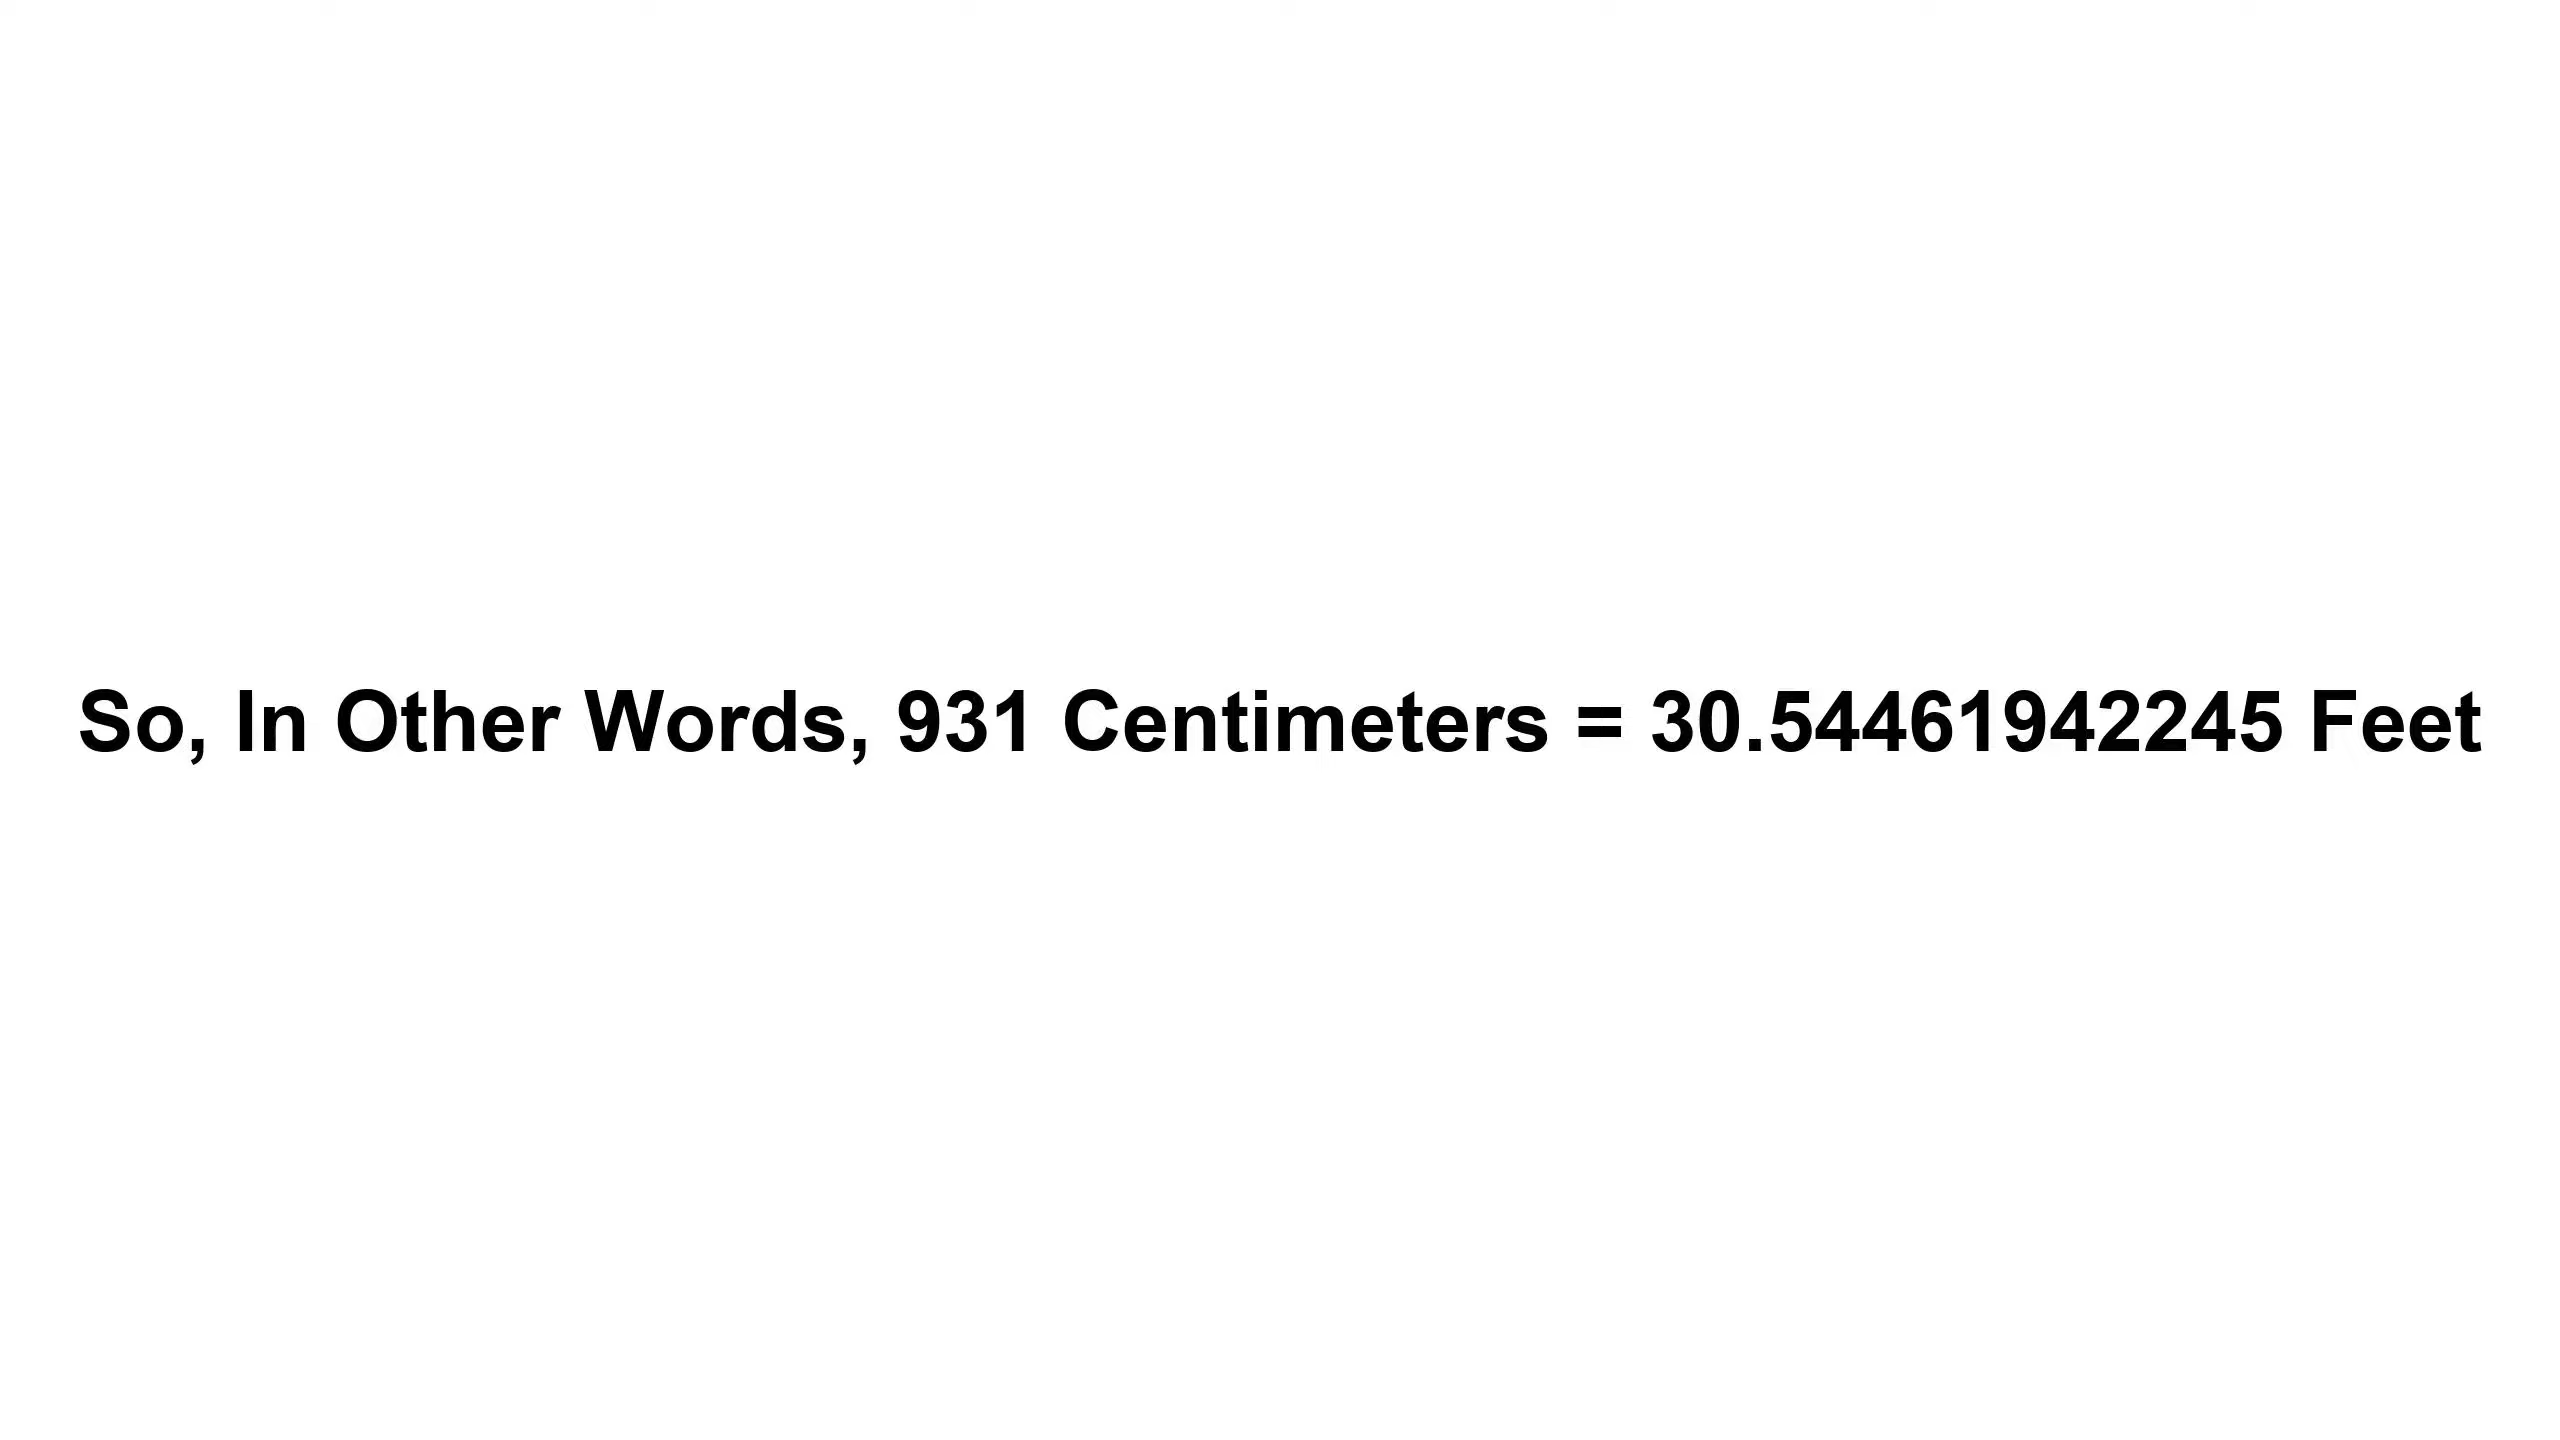 So, In Other Words, 931 Centimeters = 30.54461942245 Feet